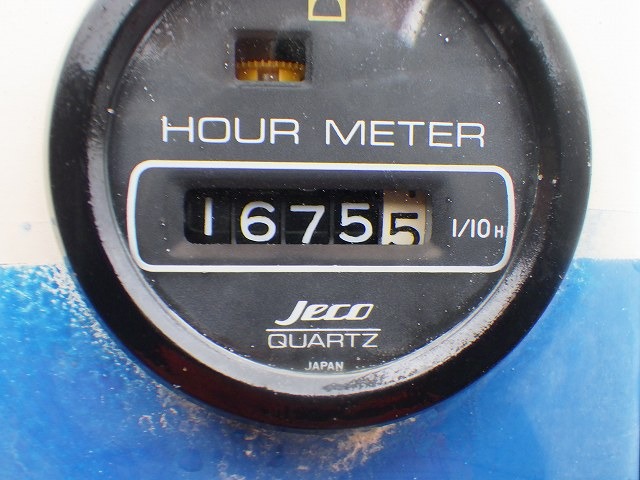 HOUR METER
16755 1/10H
Jeco
QUARTZ
JAPAN